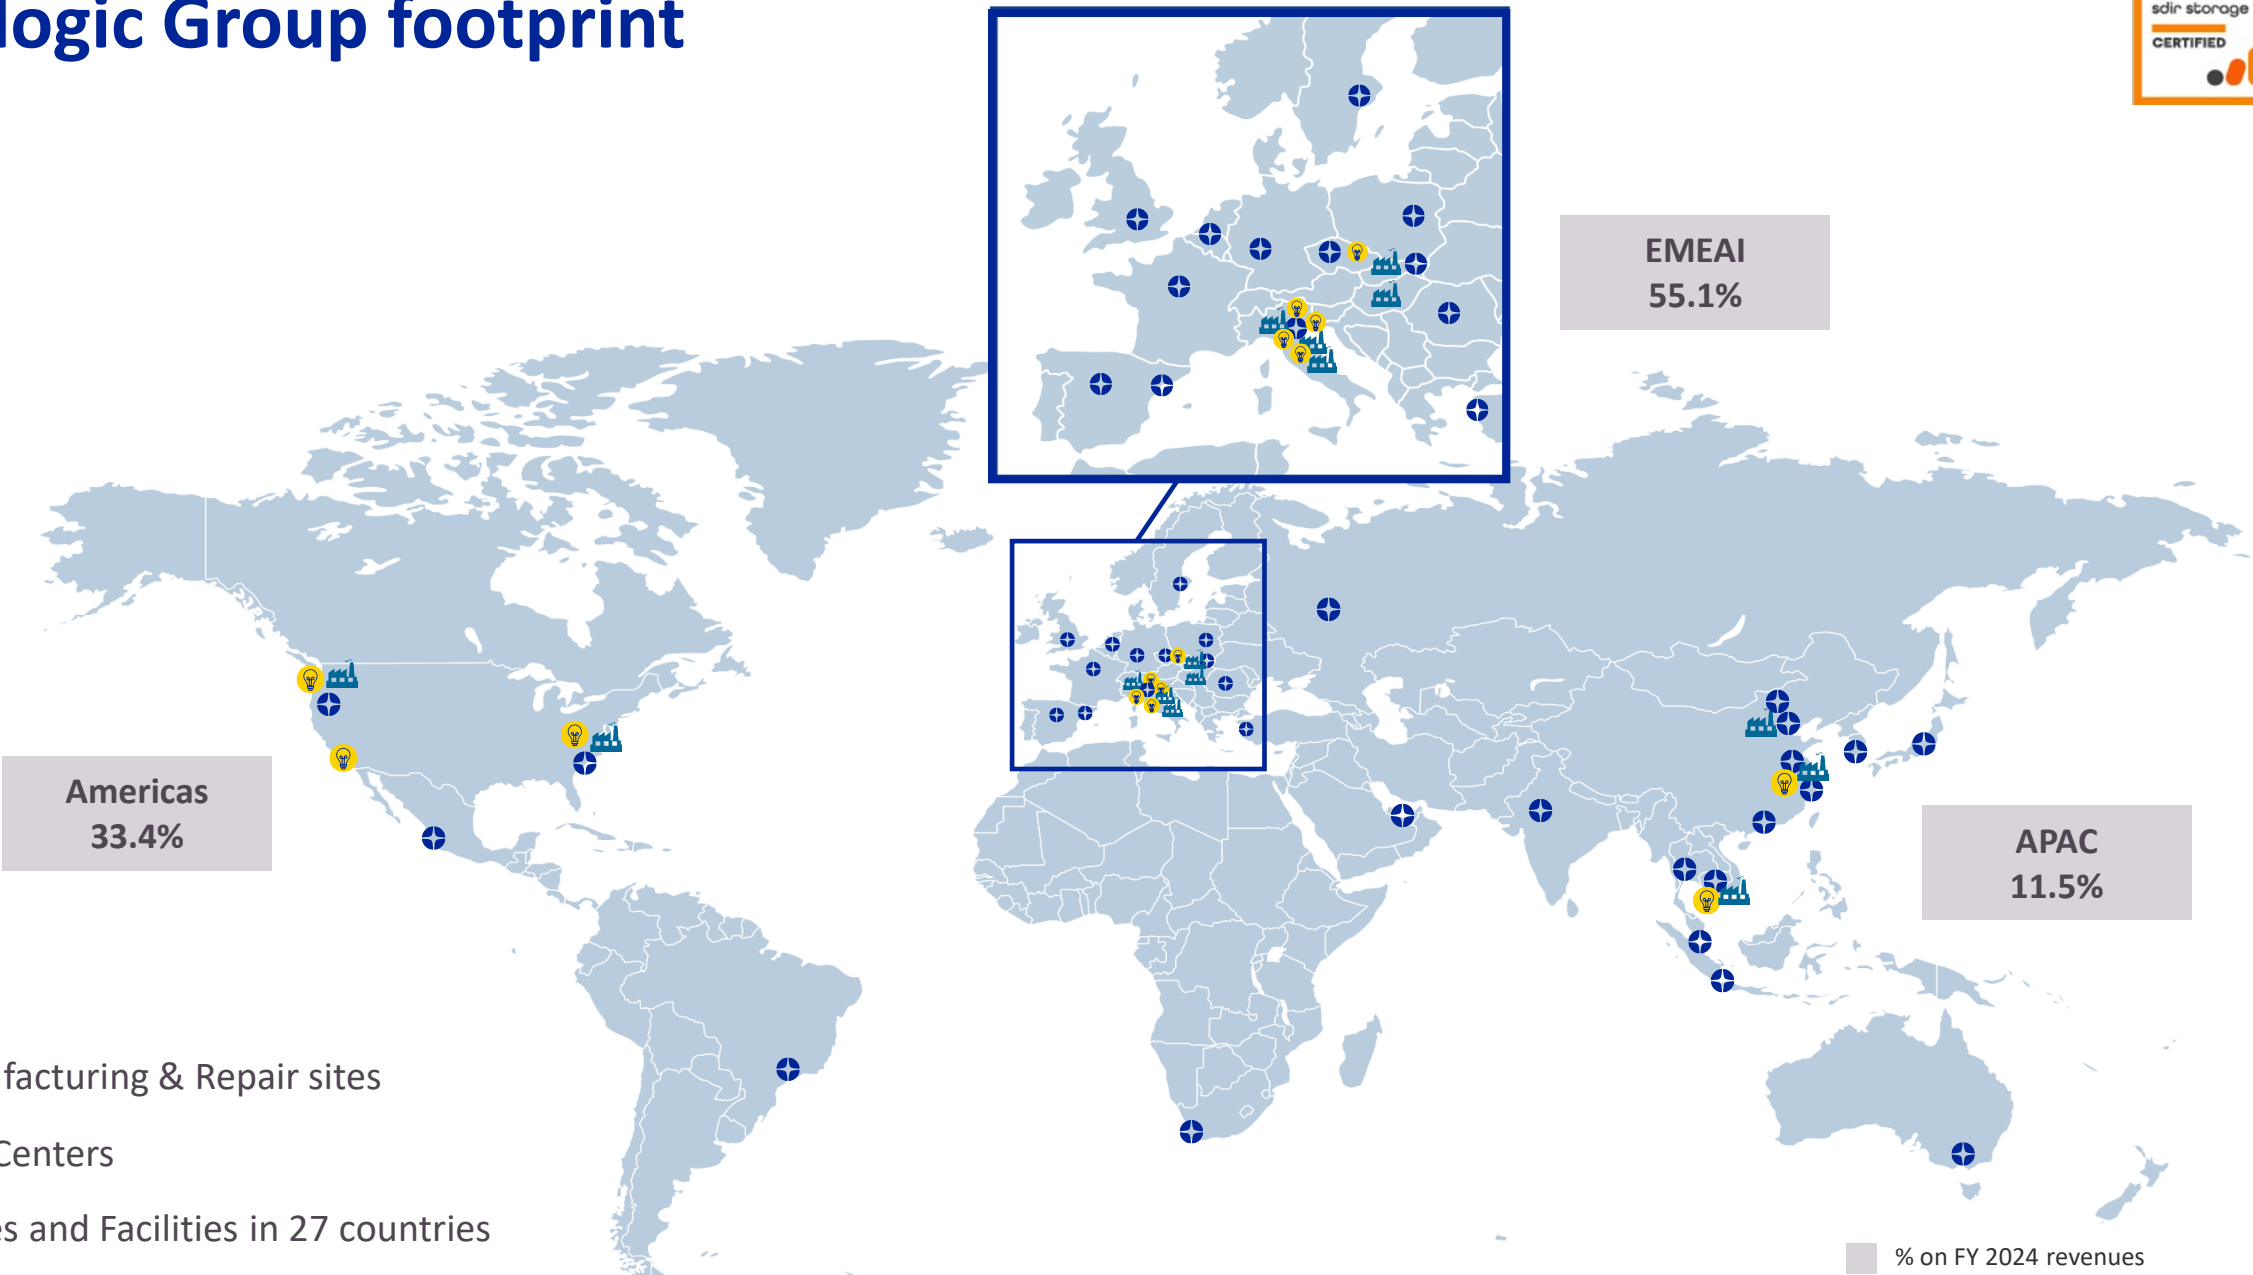 logic Group footprint
sdir storage
CERTIFIED
EMEAI
55.1%
Americas
33.4%
APAC
11.5%
facturing & Repair sites
Centers
es and Facilities in 27 countries
% on FY 2024 revenues